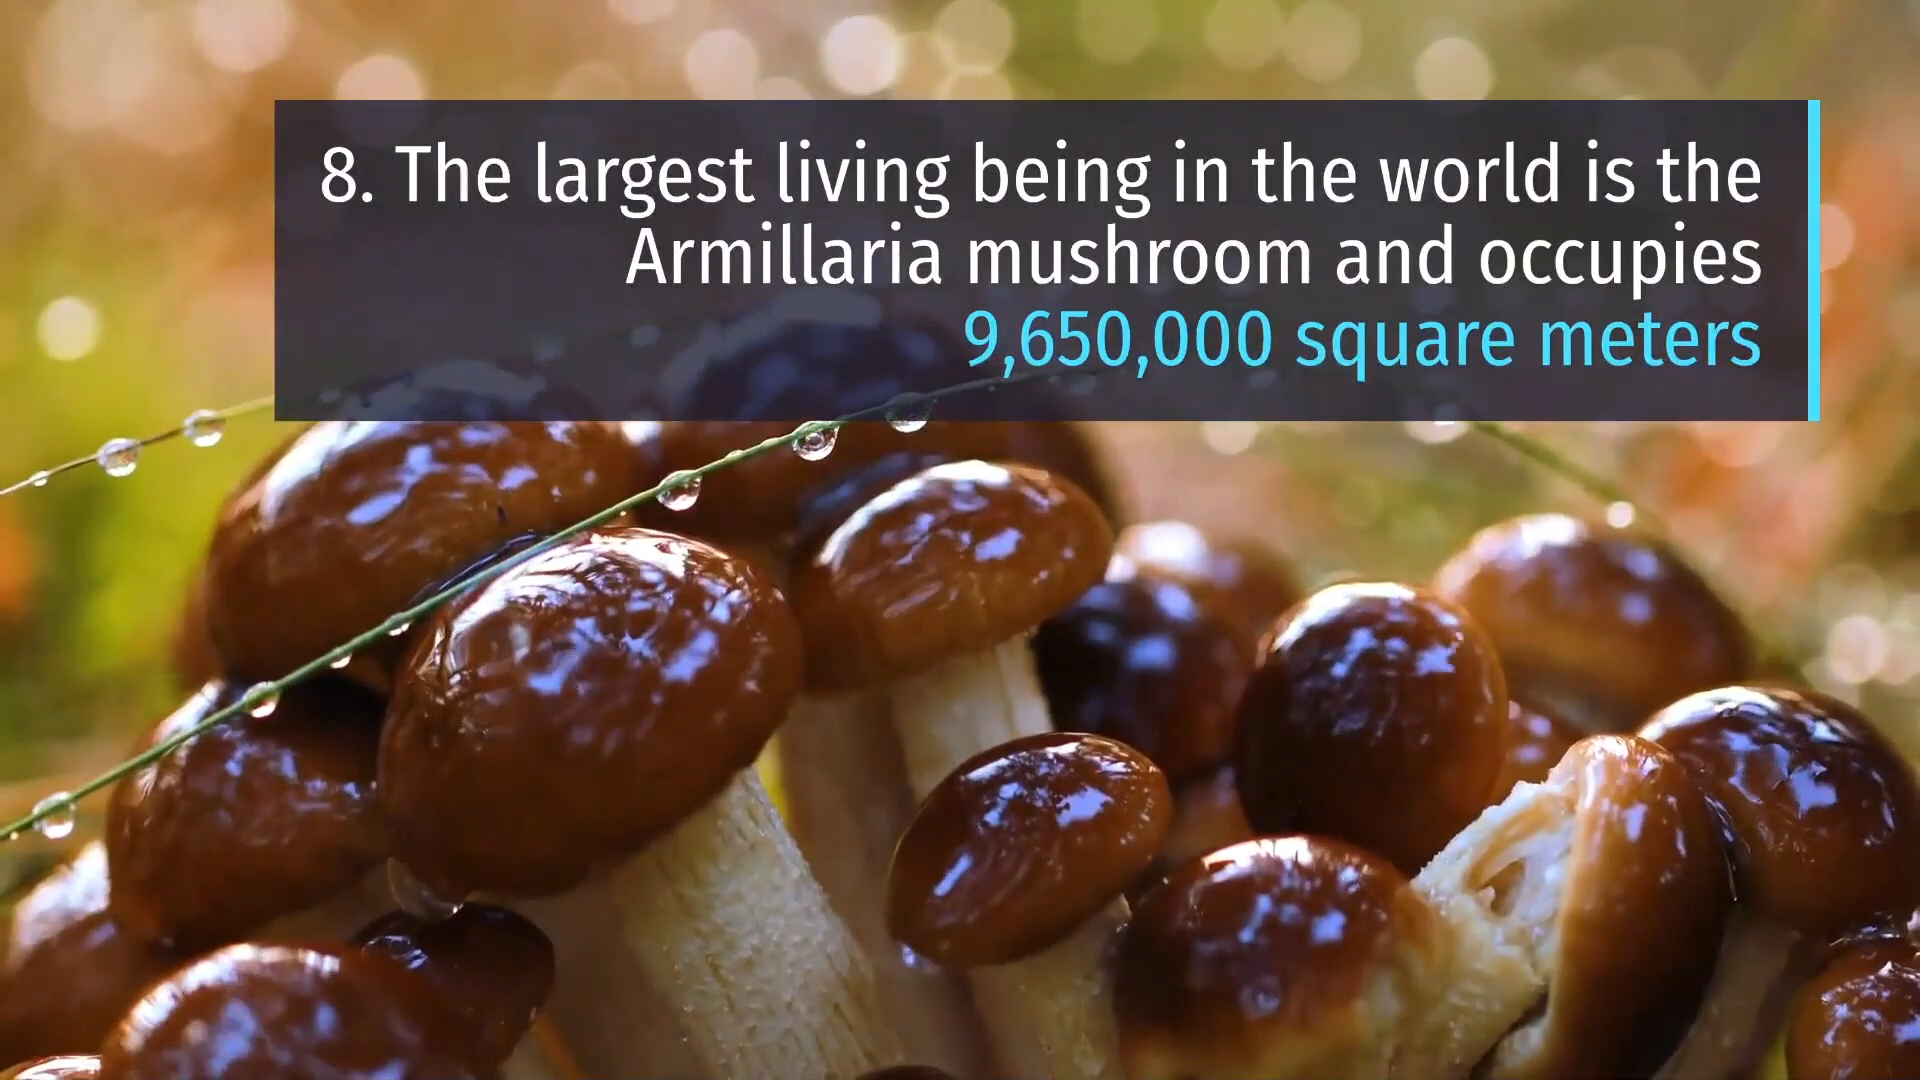 8. The largest living being in the world is the
Armillaria mushroom and occupies
9,650,000 square meters